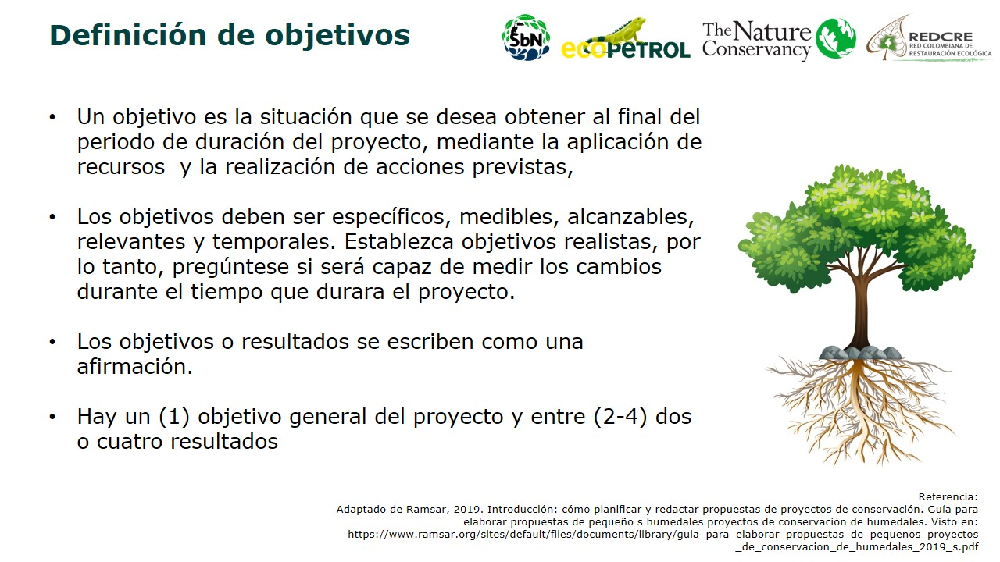 Definición de objetivos
SbN
ecopetrol
The Nature
Conservancy
REDCRE
RED COLOMBIANA DE
RESTAURACIÓN ECOLÓGICA
• Un objetivo es la situación que se desea obtener al final del
periodo de duración del proyecto, mediante la aplicación de
recursos  y la realización de acciones previstas,
• Los objetivos deben ser específicos, medibles, alcanzables,
relevantes y temporales. Establezca objetivos realistas, por
lo tanto, pregúntese si será capaz de medir los cambios
durante el tiempo que durara el proyecto.
• Los objetivos o resultados se escriben como una
afirmación.
• Hay un (1) objetivo general del proyecto y entre (2-4) dos
o cuatro resultados
Referencia:
Adaptado de Ramsar, 2019. Introducción: cómo planificar y redactar propuestas de proyectos de conservación. Guía para
elaborar propuestas de pequeño s humedales proyectos de conservación de humedales. Visto en:
https://www.ramsar.org/sites/default/files/documents/library/guia_para_elaborar_propuestas_de_pequenos_proyectos
_de_conservacion_de_humedales_2019_s.pdf